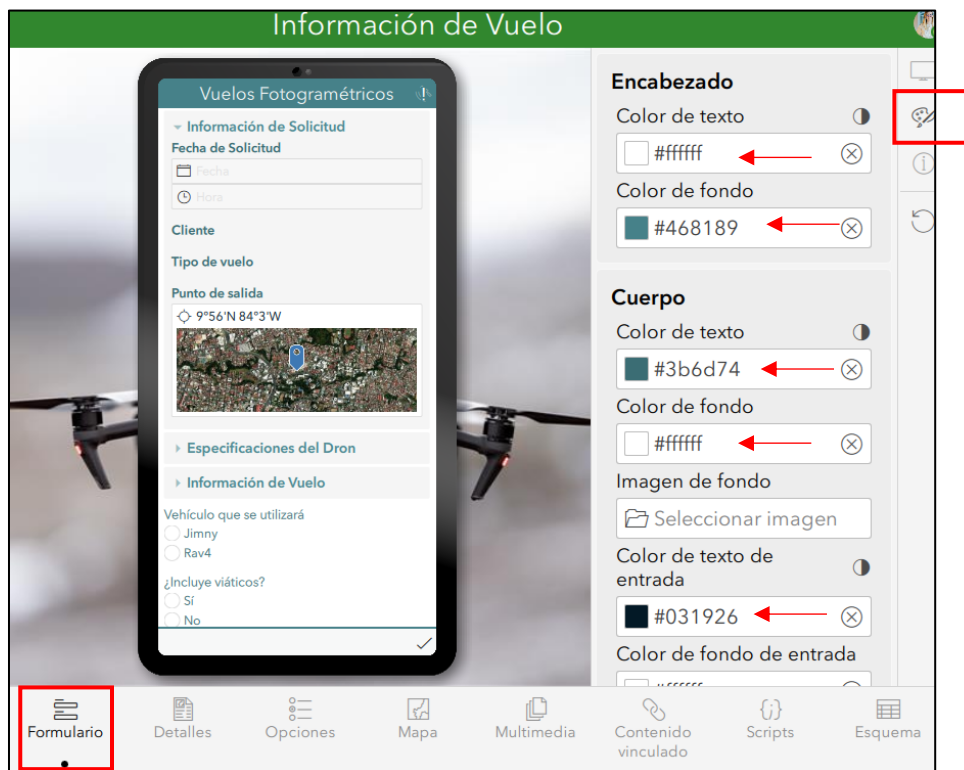 Información de Vuelo
Vuelos Fotogramétricos
Información de Solicitud
Fecha de Solicitud
Fecha
Hora
Cliente
Tipo de vuelo
Punto de salida
9°56'N 84°3'W
Especificaciones del Dron
Información de Vuelo
Vehículo que se utilizará
Jimny
Rav4
¿Incluye viáticos?
Sí
No
Encabezado
Color de texto
#ffffff
Color de fondo
#468189
Cuerpo
Color de texto
#3b6d74
Color de fondo
#ffffff
Imagen de fondo
Seleccionar imagen
Color de texto de
entrada
#031926
Color de fondo de entrada
#ffffff
Formulario
Detalles
Opciones
Mapa
Multimedia
Contenido
vinculado
Scripts
Esquema